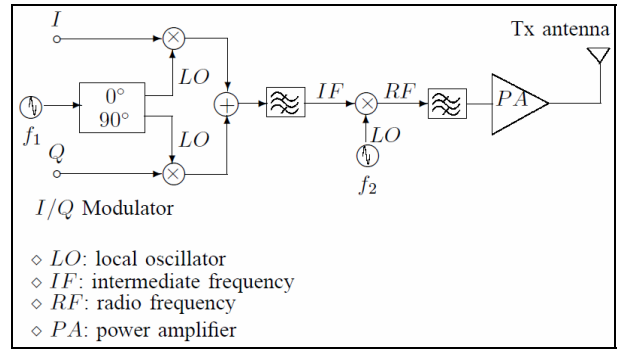 I
Tx antenna
LO
0°
90°
IF
RF
PA
f1
LO
LO
Q
f2
I/Q Modulator
◇ LO: local oscillator
◇ IF: intermediate frequency
◇ RF: radio frequency
◇ PA: power amplifier